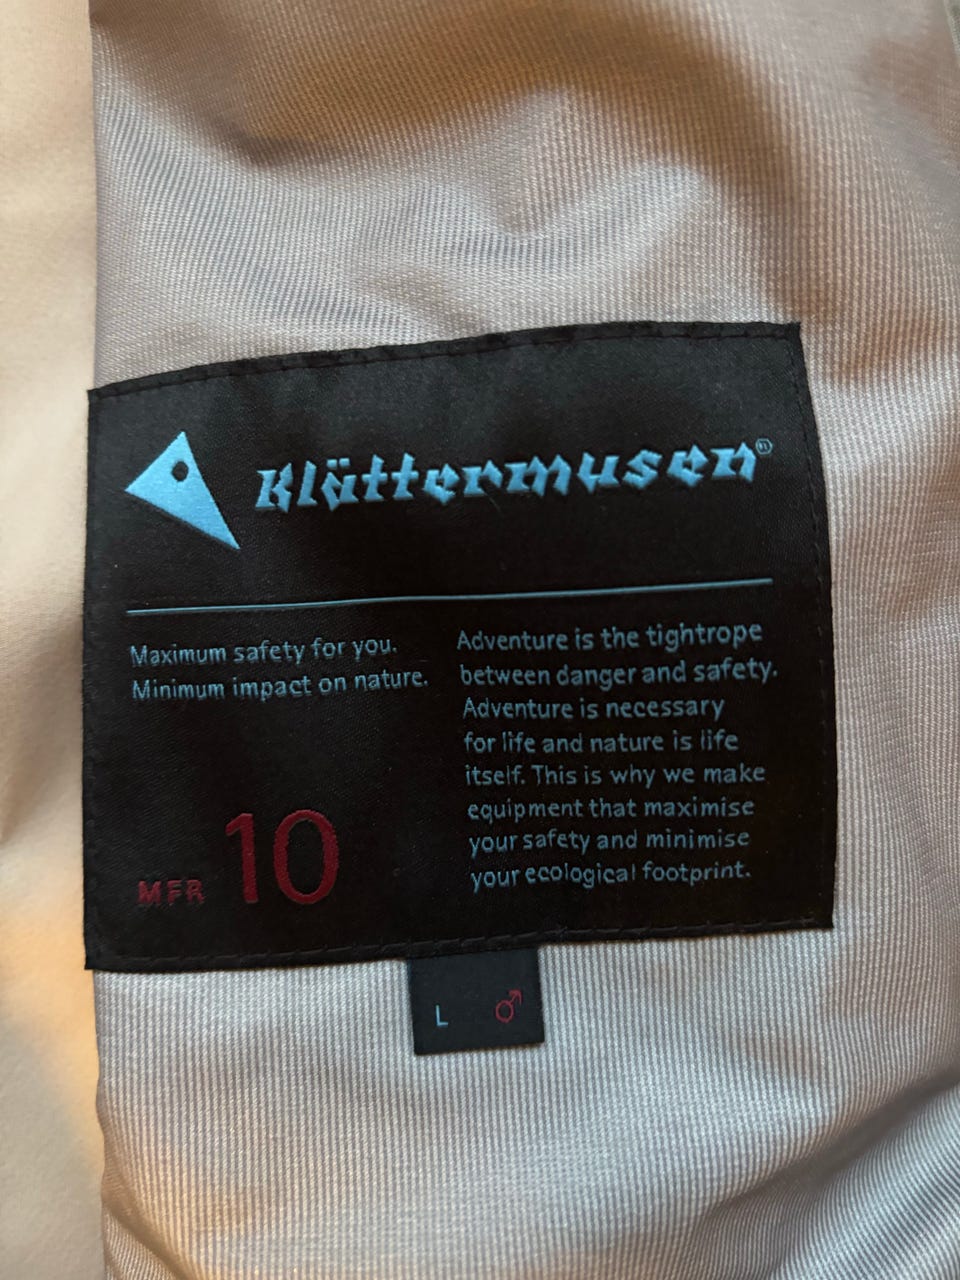 Klättermusen®
Maximum safety for you.
Minimum impact on nature.
Adventure is the tightrope
between danger and safety.
Adventure is necessary
for life and nature is life
itself. This is why we make
equipment that maximise
your safety and minimise
your ecological footprint.
MFR 10
L ♂